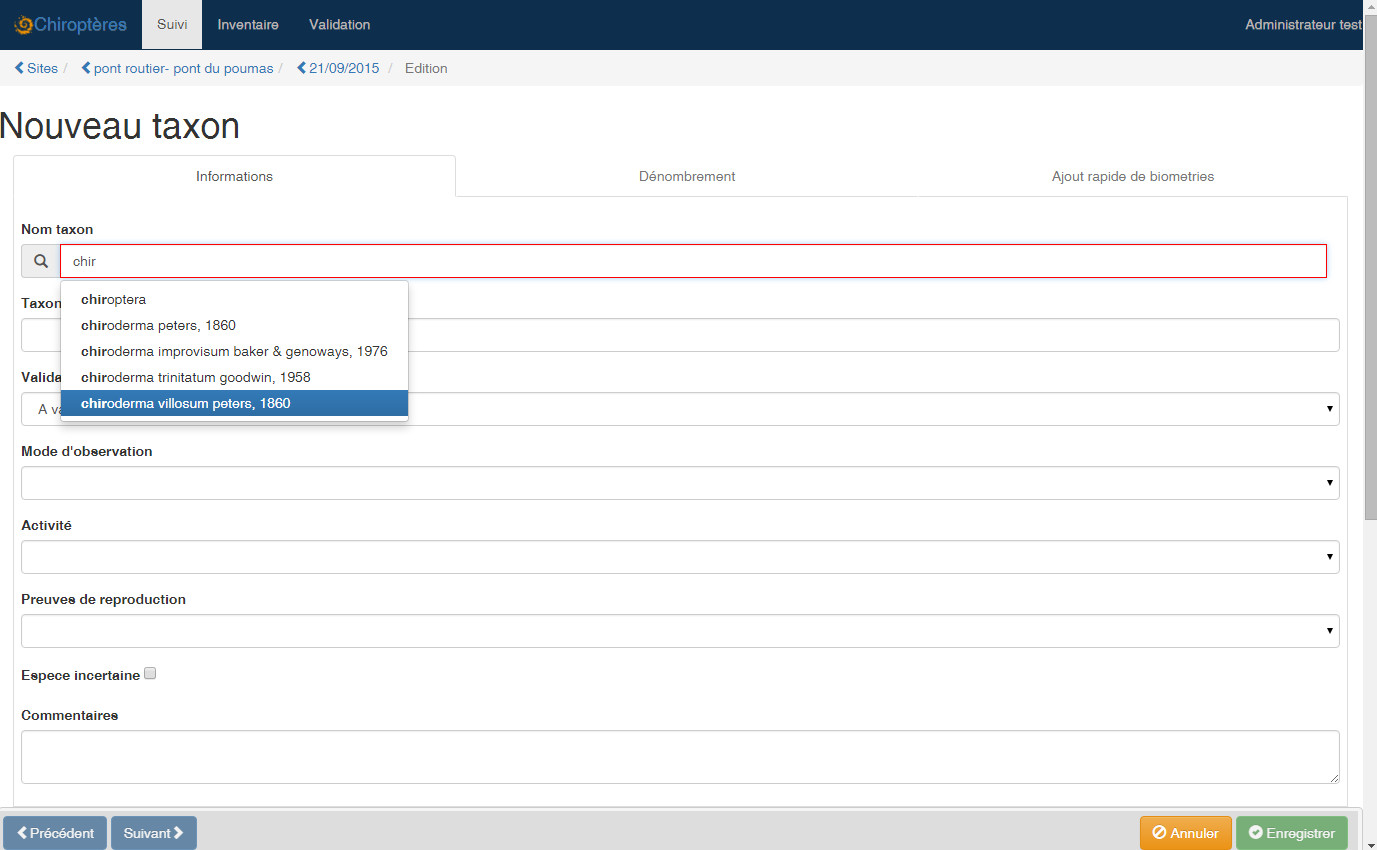 Chiroptères Suivi Inventaire Validation Administrateur test
Sites / pont routier- pont du poumas / 21/09/2015 / Edition
Nouveau taxon
Informations Dénombrement Ajout rapide de biometries
Nom taxon
chir
chiroptera
Taxon
chiroderma peters, 1860
chiroderma improvisum baker & genoways, 1976
chiroderma trinitatum goodwin, 1958
Valida
chiroderma villosum peters, 1860
A va
Mode d'observation
Activité
Preuves de reproduction
Espece incertaine
Commentaires
Précédent Suivant Annuler Enregistrer